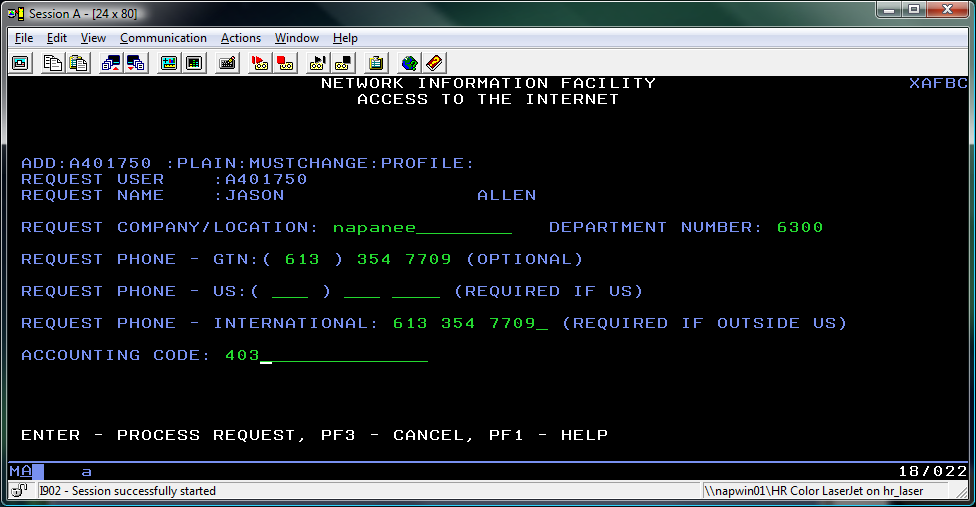 Session A - [24 x 80]
File Edit View Communication Actions Window Help
NETWORK INFORMATION FACILITY XAFBC
ACCESS TO THE INTERNET
ADD:A401750 :PLAIN:MUSTCHANGE:PROFILE:
REQUEST USER :A401750
REQUEST NAME :JASON ALLEN
REQUEST COMPANY/LOCATION: napanee__________ DEPARTMENT NUMBER: 6300
REQUEST PHONE - GTN:( 613 ) 354 7709 (OPTIONAL)
REQUEST PHONE - US:( ___ ) ___ ____ (REQUIRED IF US)
REQUEST PHONE - INTERNATIONAL: 613 354 7709_ (REQUIRED IF OUTSIDE US)
ACCOUNTING CODE: 403______________
ENTER - PROCESS REQUEST, PF3 - CANCEL, PF1 - HELP
MA a 18/022
I902 - Session successfully started \\napwin01\HR Color LaserJet on hr_laser